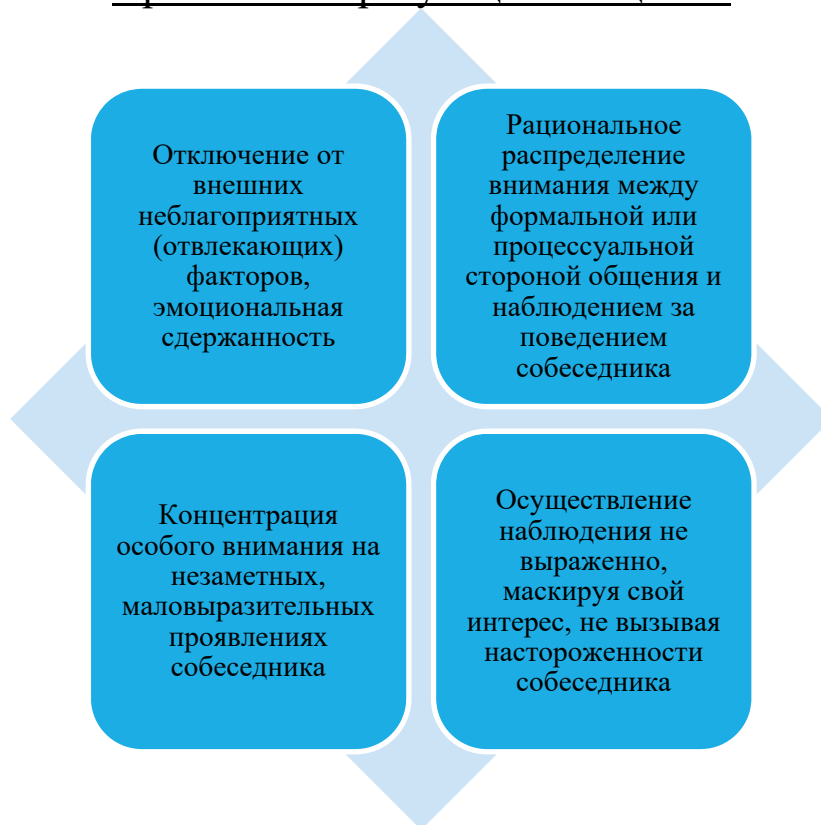 Отключение от
внешних
неблагоприятных
(отвлекающих)
факторов,
эмоциональная
сдержанность
Рациональное
распределение
внимания между
формальной или
процессуальной
стороной общения и
наблюдением за
поведением
собеседника
Концентрация
особого внимания на
незаметных,
маловыразительных
проявлениях
собеседника
Осуществление
наблюдения не
выраженно,
маскируя свой
интерес, не вызывая
настороженности
собеседника